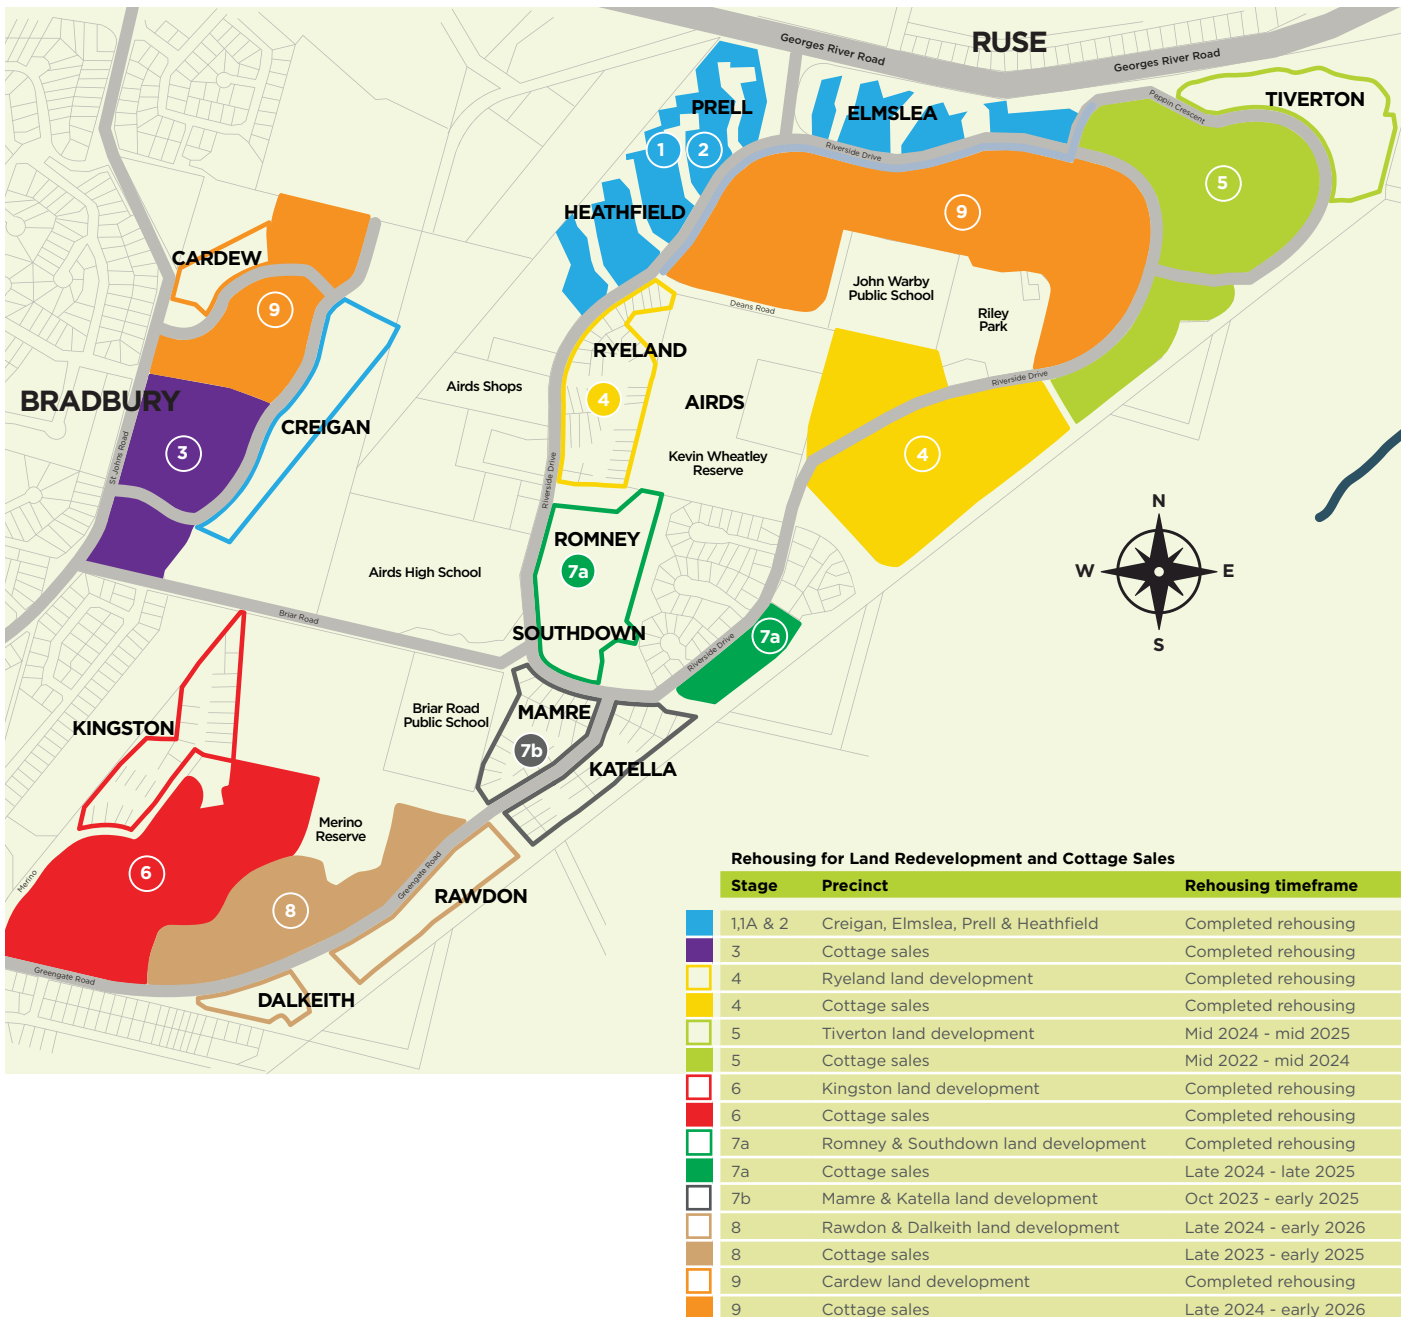 RUSE
Georges River Road
Georges River Road
PRELL
ELMSLEA
Peppin Crescent
TIVERTON
1
2
Riverside Drive
5
HEATHFIELD
9
CARDEW
John Warby
Public School
Deans Road
Riley
Park
9
RYELAND
Riverside Drive
Airds Shops
4
AIRDS
BRADBURY
CREIGAN
St Johns Road
3
Kevin Wheatley
Reserve
4
Riverside Drive
N
W
E
S
ROMNEY
Airds High School
7a
Briar Road
SOUTHDOWN
7a
Riverside Drive
Briar Road
Public School
MAMRE
KINGSTON
7b
KATELLA
Merino
Reserve
Merino
6
Greengate Road
RAWDON
8
Greengate Road
DALKEITH
Rehousing for Land Redevelopment and Cottage Sales
Stage Precinct Rehousing timeframe
1,1A & 2 Creigan, Elmslea, Prell & Heathfield Completed rehousing
3 Cottage sales Completed rehousing
4 Ryeland land development Completed rehousing
4 Cottage sales Completed rehousing
5 Tiverton land development Mid 2024 - mid 2025
5 Cottage sales Mid 2022 - mid 2024
6 Kingston land development Completed rehousing
6 Cottage sales Completed rehousing
7a Romney & Southdown land development Completed rehousing
7a Cottage sales Late 2024 - late 2025
7b Mamre & Katella land development Oct 2023 - early 2025
8 Rawdon & Dalkeith land development Late 2024 - early 2026
8 Cottage sales Late 2023 - early 2025
9 Cardew land development Completed rehousing
9 Cottage sales Late 2024 - early 2026